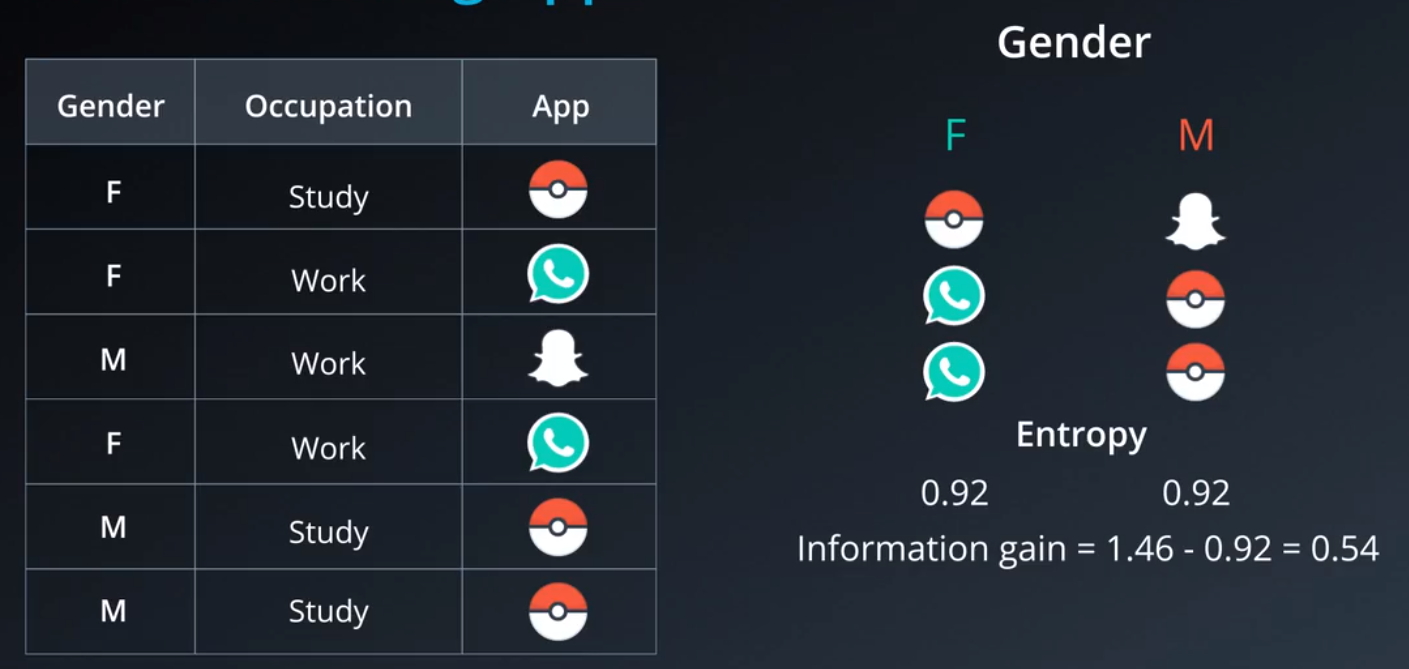 Gender Occupation App
F Study
F Work
M Work
F Work
M Study
M Study
Gender
F M
Entropy
0.92 0.92
Information gain = 1.46 - 0.92 = 0.54